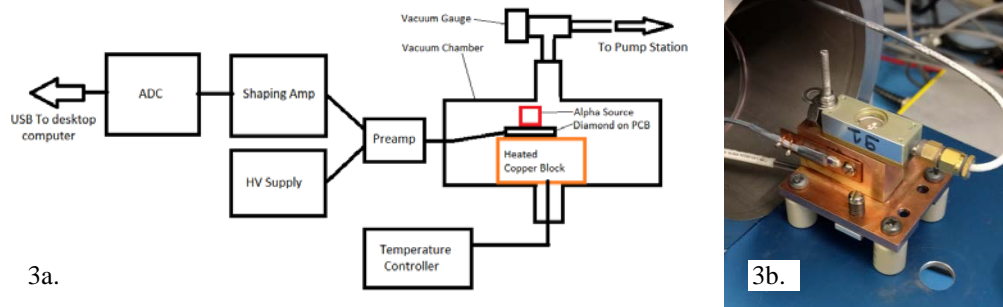 Vacuum Gauge
To Pump Station
Vacuum Chamber
ADC
Shaping Amp
USB To desktop
computer
Alpha Source
Diamond on PCB
Preamp
Heated
Copper Block
HV Supply
Temperature
Controller
3a.
3b.